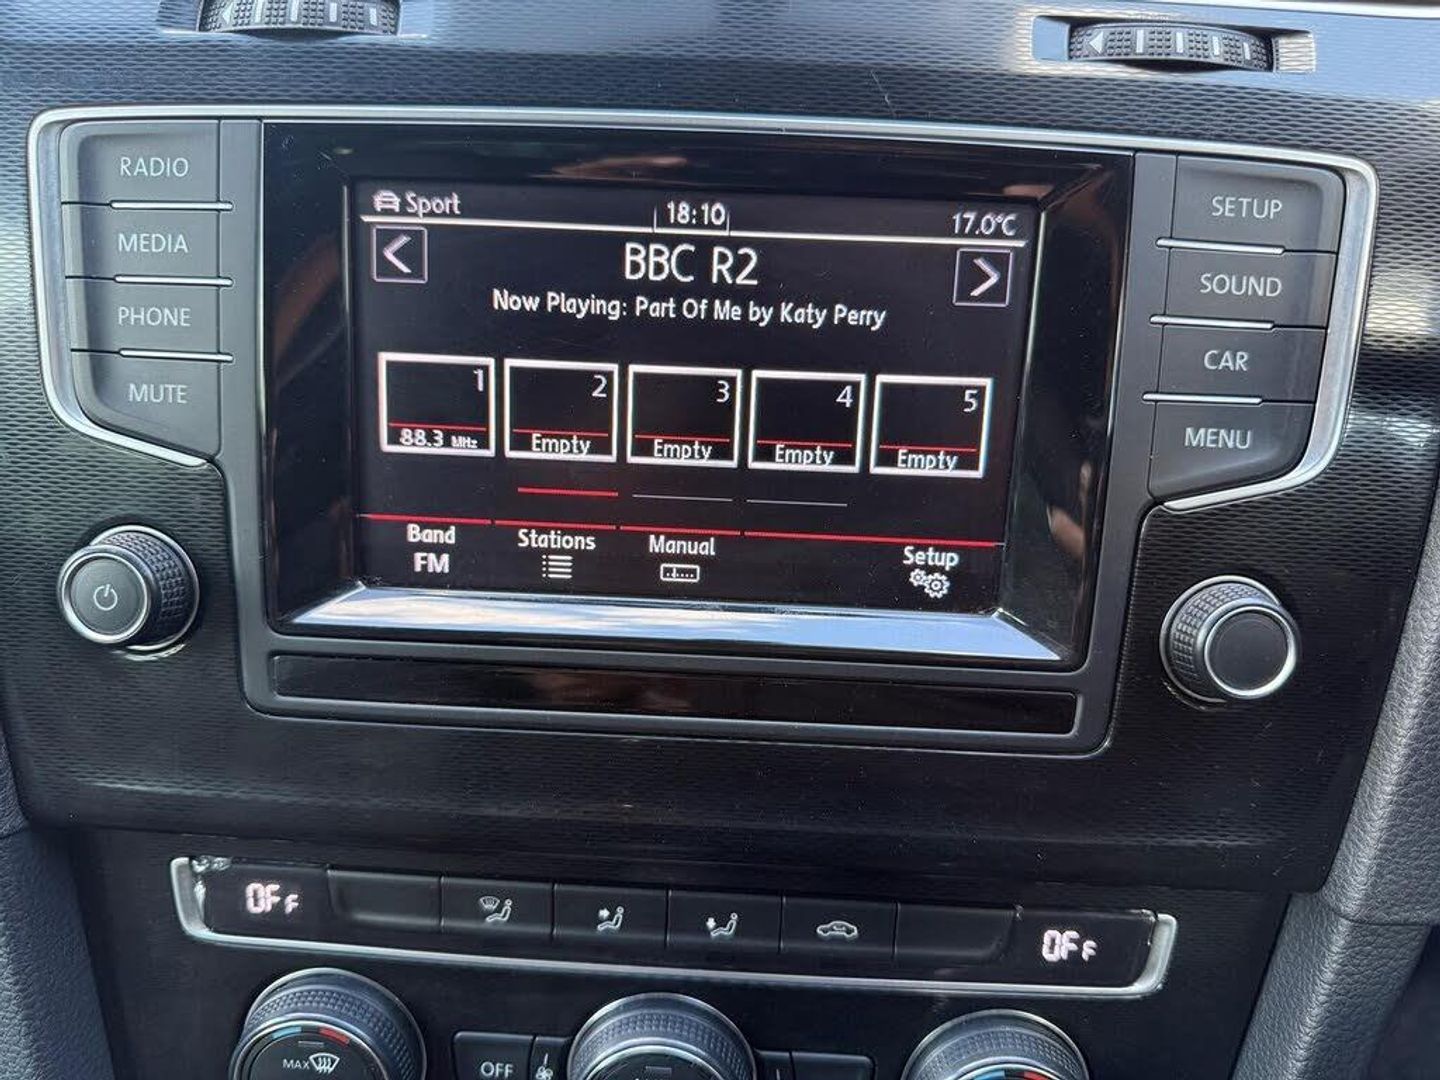 RADIO
MEDIA
PHONE
MUTE
Sport
18:10
17.0°C
BBC R2
Now Playing: Part Of Me by Katy Perry
1
88.3 MHz
2
Empty
3
Empty
4
Empty
5
Empty
Band
FM
Stations
Manual
Setup
SETUP
SOUND
CAR
MENU
OFF
OFF
MAX
OFF